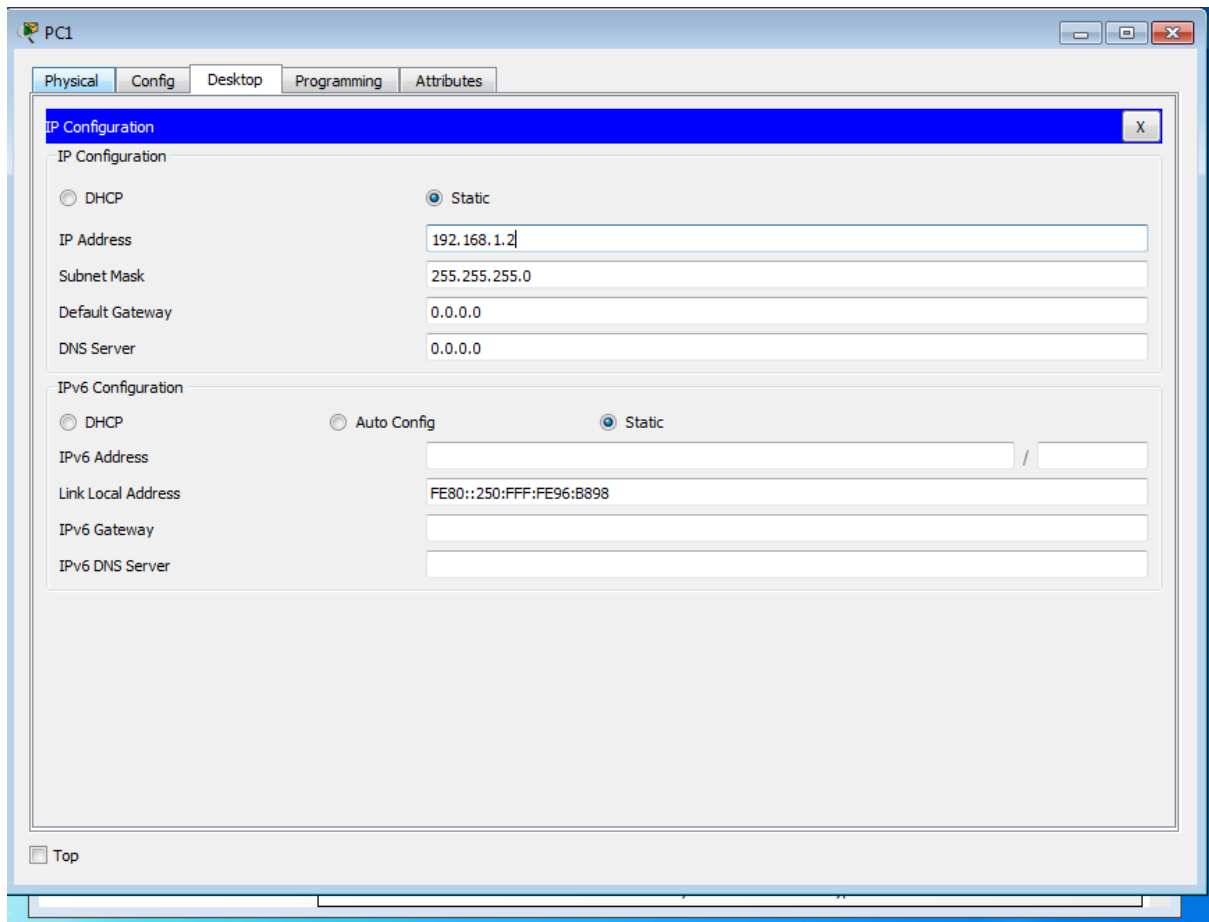 PC1
Physical Config Desktop Programming Attributes
IP Configuration X
IP Configuration
DHCP Static
IP Address 192.168.1.2
Subnet Mask 255.255.255.0
Default Gateway 0.0.0.0
DNS Server 0.0.0.0
IPv6 Configuration
DHCP Auto Config Static
IPv6 Address /
Link Local Address FE80::250:FFF:FE96:B898
IPv6 Gateway
IPv6 DNS Server
Top